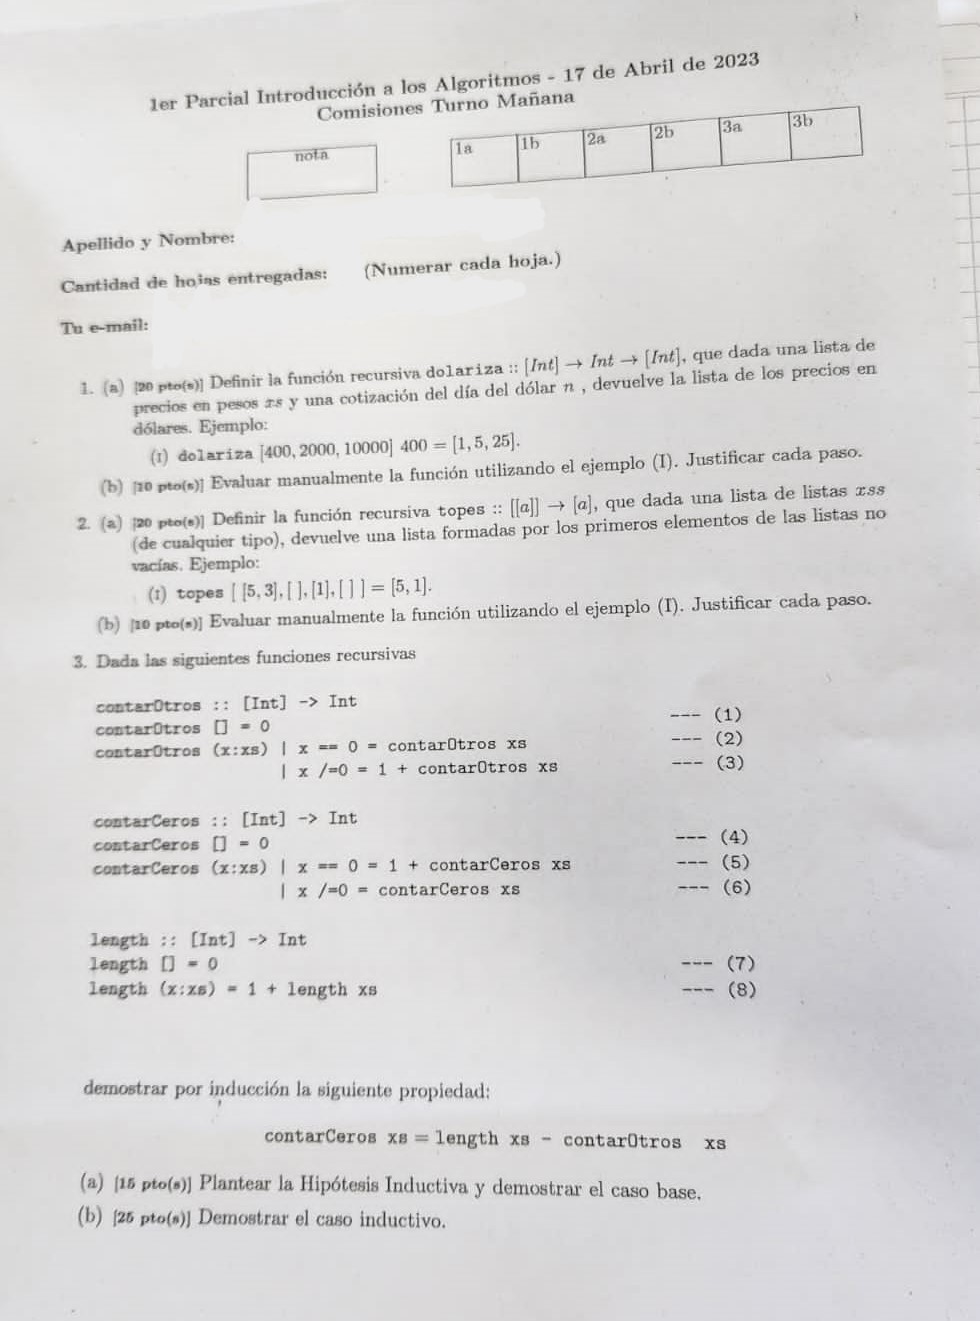 1er Parcial Introducción a los Algoritmos - 17 de Abril de 2023
Comisiones Turno Mañana
nota
1a 1b 2a 2b 3a 3b
Apellido y Nombre:
Cantidad de hojas entregadas: (Numerar cada hoja.)
Tu e-mail:
1. (a) [20 pto(s)] Definir la función recursiva dolariza :: [Int] → Int → [Int], que dada una lista de
precios en pesos xs y una cotización del día del dólar n , devuelve la lista de los precios en
dólares. Ejemplo:
(I) dolariza [400, 2000, 10000] 400 = [1, 5, 25].
(b) [10 pto(s)] Evaluar manualmente la función utilizando el ejemplo (I). Justificar cada paso.
2. (a) [20 pto(s)] Definir la función recursiva topes :: [[a]] → [a], que dada una lista de listas xss
(de cualquier tipo), devuelve una lista formadas por los primeros elementos de las listas no
vacías. Ejemplo:
(I) topes [ [5, 3], [ ], [1], [ ] ] = [5, 1].
(b) [10 pto(s)] Evaluar manualmente la función utilizando el ejemplo (I). Justificar cada paso.
3. Dada las siguientes funciones recursivas
contarOtros :: [Int] -> Int
contarOtros [] = 0 --- (1)
contarOtros (x:xs) | x == 0 = contarOtros xs --- (2)
| x /=0 = 1 + contarOtros xs --- (3)
contarCeros :: [Int] -> Int
contarCeros [] = 0 --- (4)
contarCeros (x:xs) | x == 0 = 1 + contarCeros xs --- (5)
| x /=0 = contarCeros xs --- (6)
length :: [Int] -> Int
length [] = 0 --- (7)
length (x:xs) = 1 + length xs --- (8)
demostrar por inducción la siguiente propiedad:
contarCeros xs = length xs - contarOtros xs
(a) [15 pto(s)] Plantear la Hipótesis Inductiva y demostrar el caso base.
(b) [25 pto(s)] Demostrar el caso inductivo.